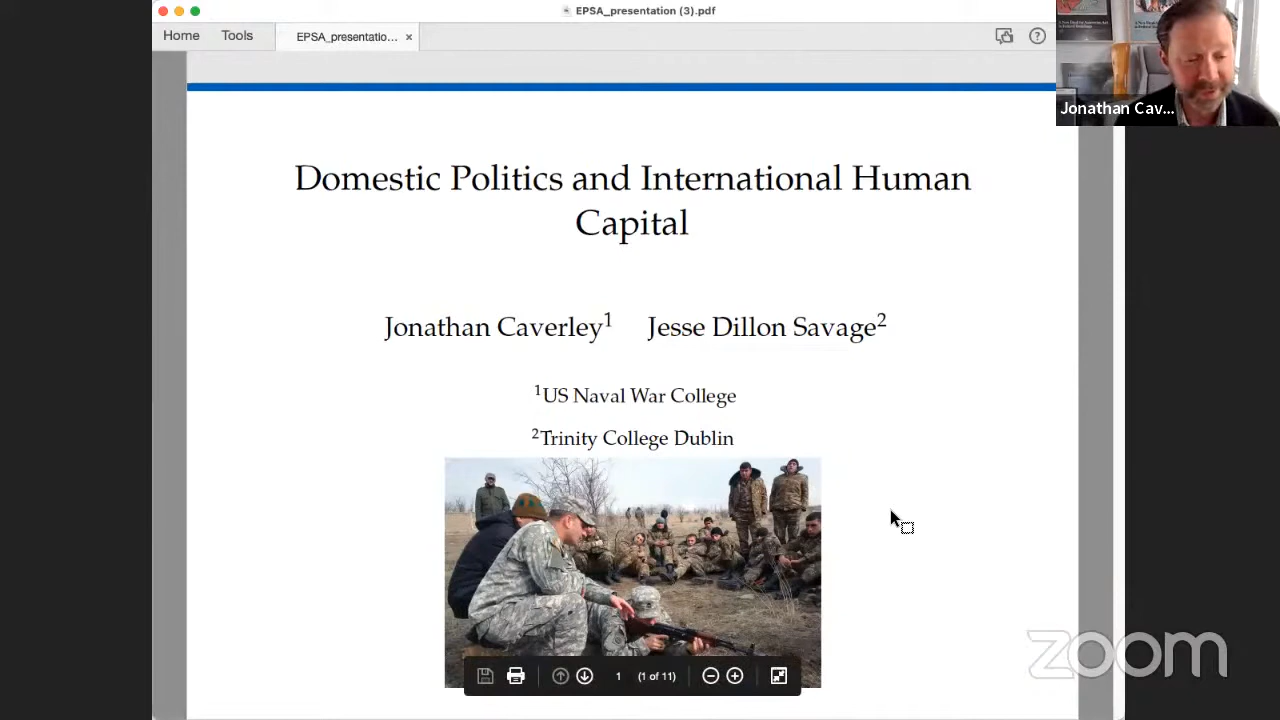 EPSA_presentation (3).pdf
Home
Tools
EPSA_presentatio...
×
?
Jonathan Cav...
Domestic Politics and International Human
Capital
Jonathan Caverley1 Jesse Dillon Savage2
1US Naval War College
2Trinity College Dublin
1 (1 of 11)
zoom